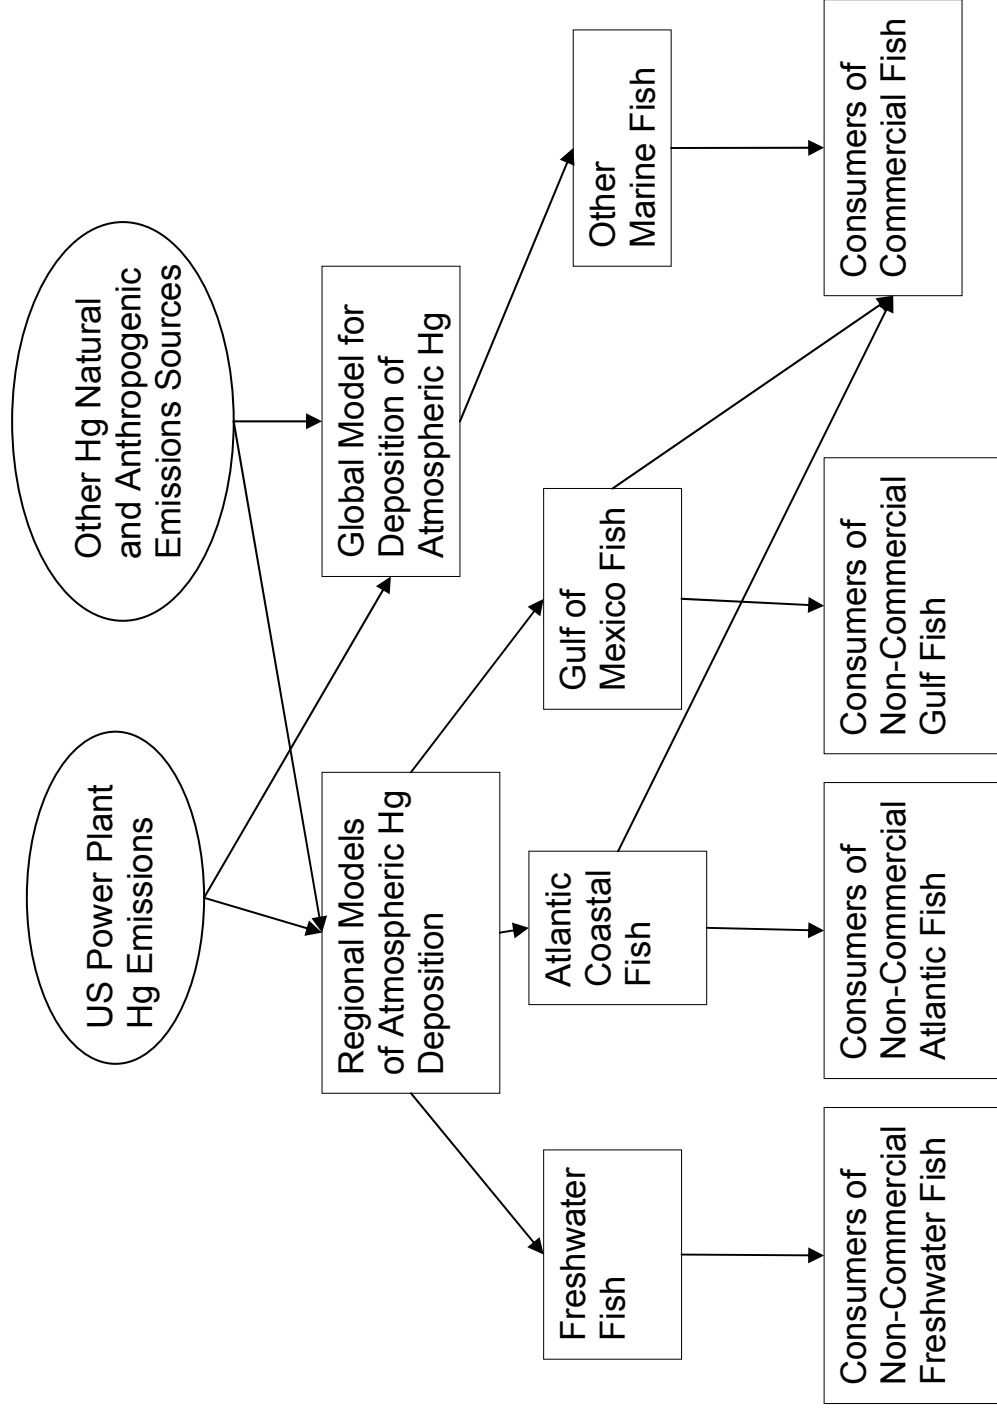 US Power Plant
Hg Emissions
Other Hg Natural
and Anthropogenic
Emissions Sources
Regional Models
of Atmospheric Hg
Deposition
Global Model for
Deposition of
Atmospheric Hg
Freshwater
Fish
Atlantic
Coastal
Fish
Gulf of
Mexico Fish
Other
Marine Fish
Consumers of
Non-Commercial
Freshwater Fish
Consumers of
Non-Commercial
Atlantic Fish
Consumers of
Non-Commercial
Gulf Fish
Consumers of
Commercial Fish